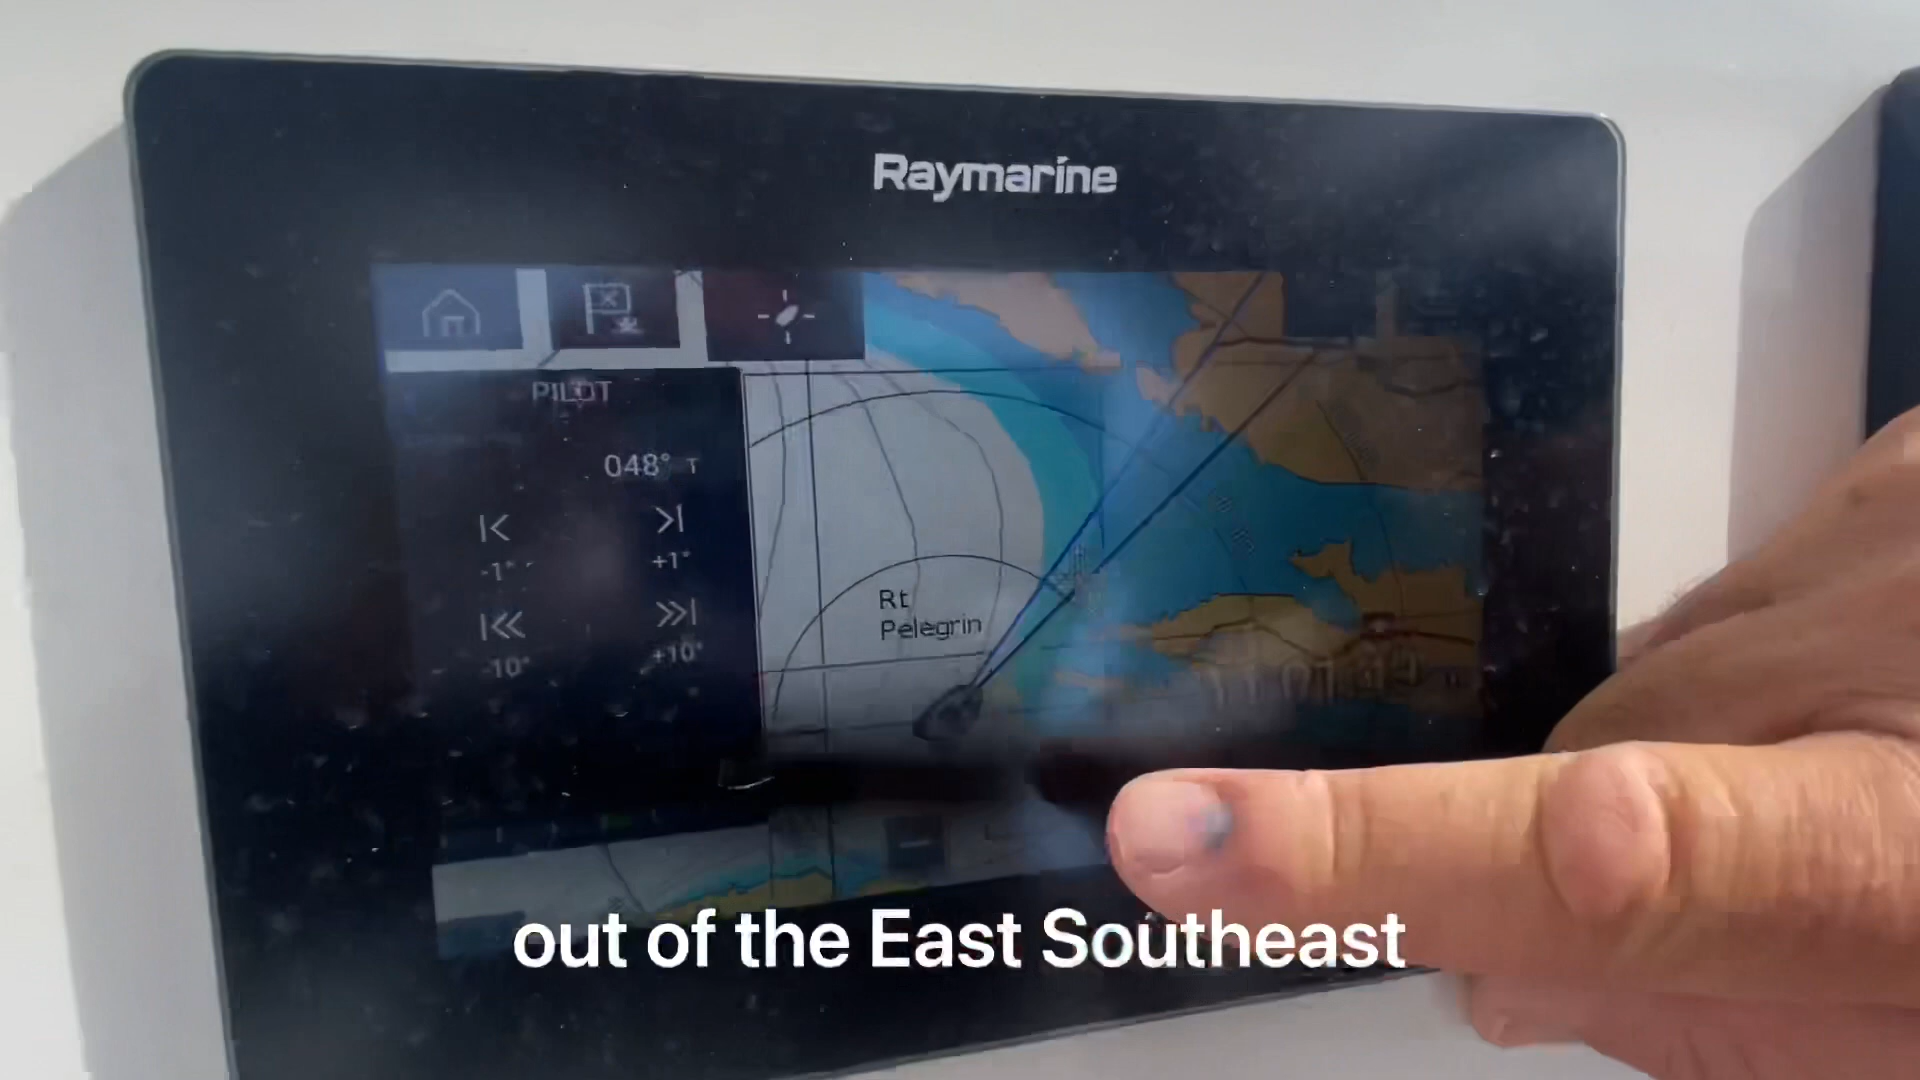 Raymarine
PILOT
048° T
-1°
+1°
-10°
+10°
Rt
Pelegrin
out of the East Southeast